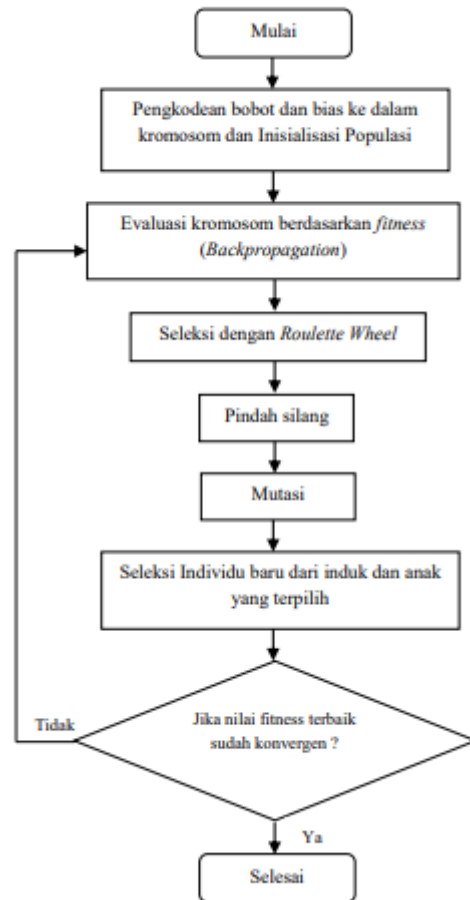 Mulai
Pengkodean bobot dan bias ke dalam
kromosom dan Inisialisasi Populasi
Evaluasi kromosom berdasarkan fitness
(Backpropagation)
Seleksi dengan Roulette Wheel
Pindah silang
Mutasi
Seleksi Individu baru dari induk dan anak
yang terpilih
Jika nilai fitness terbaik
sudah konvergen ?
Tidak
Ya
Selesai